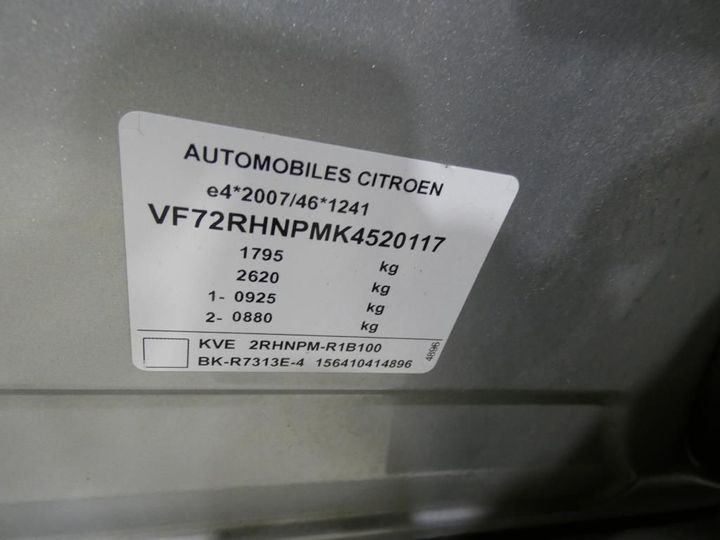 AUTOMOBILES CITROEN
e4*2007/46*1241
VF72RHNPMK4520117
1795 kg
2620 kg
1- 0925 kg
2- 0880 kg
KVE 2RHNPM-R1B100
BK-R7313E-4 156410414896
4896